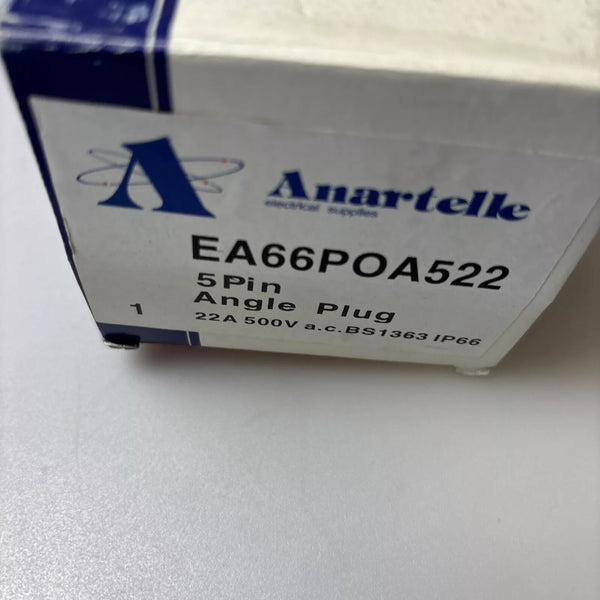 A
Anartelle
electrical supplies
EA66POA522
5Pin
Angle Plug
22A 500V a.c.BS1363 IP66
1